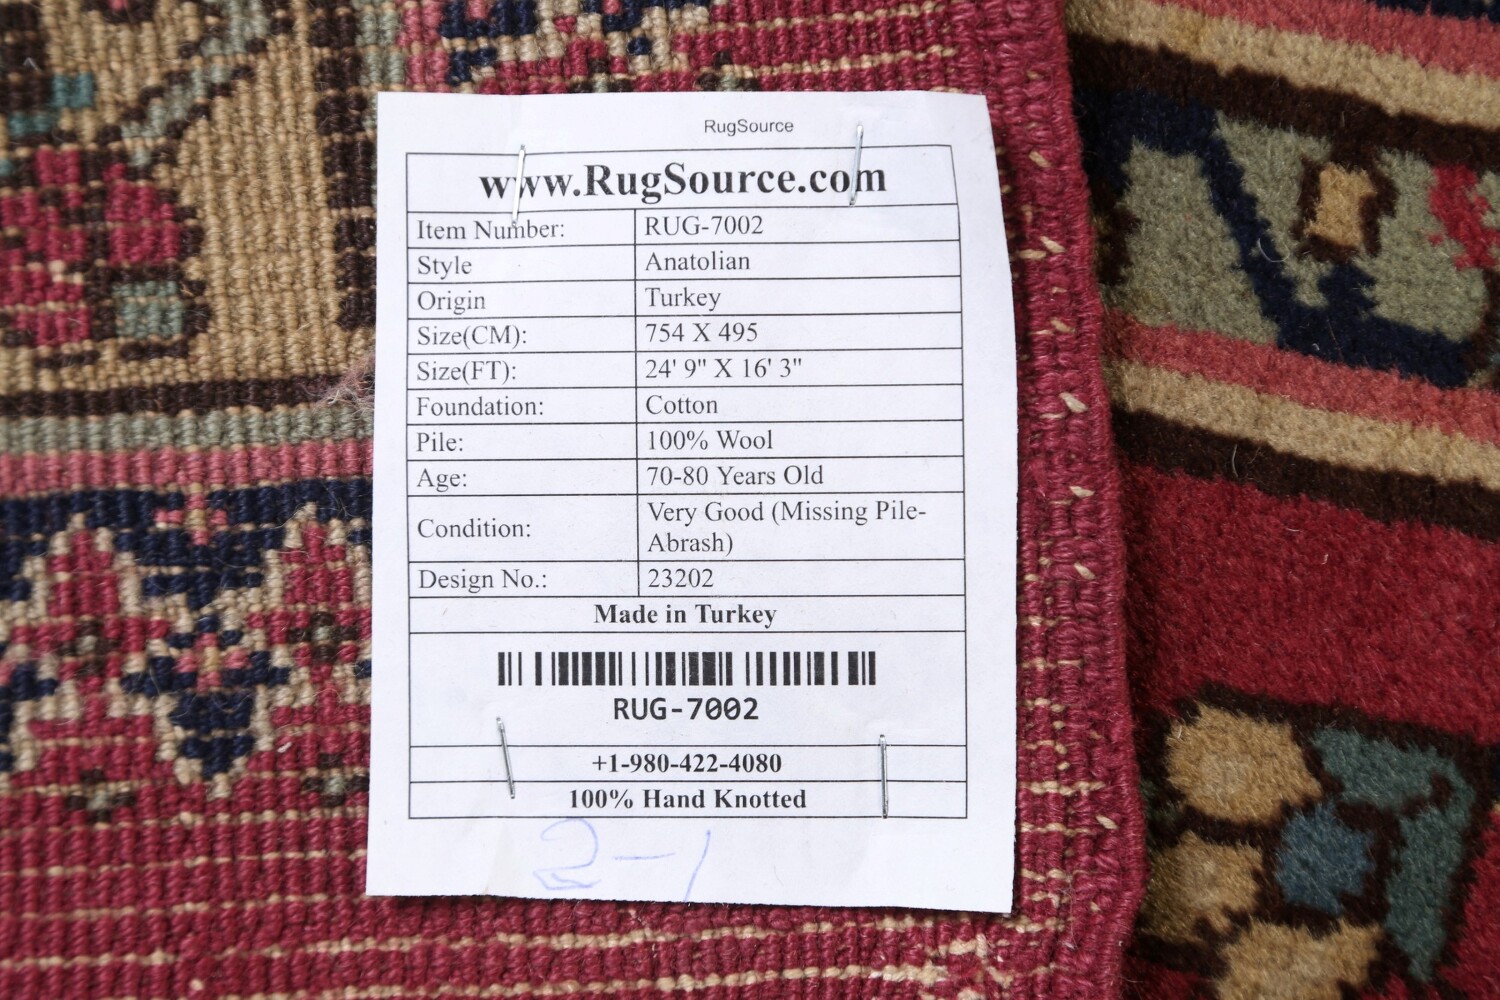 RugSource
www.RugSource.com
Item Number: RUG-7002
Style Anatolian
Origin Turkey
Size(CM): 754 X 495
Size(FT): 24' 9" X 16' 3"
Foundation: Cotton
Pile: 100% Wool
Age: 70-80 Years Old
Condition: Very Good (Missing Pile-
Abrash)
Design No.: 23202
Made in Turkey
RUG-7002
+1-980-422-4080
100% Hand Knotted
2-1